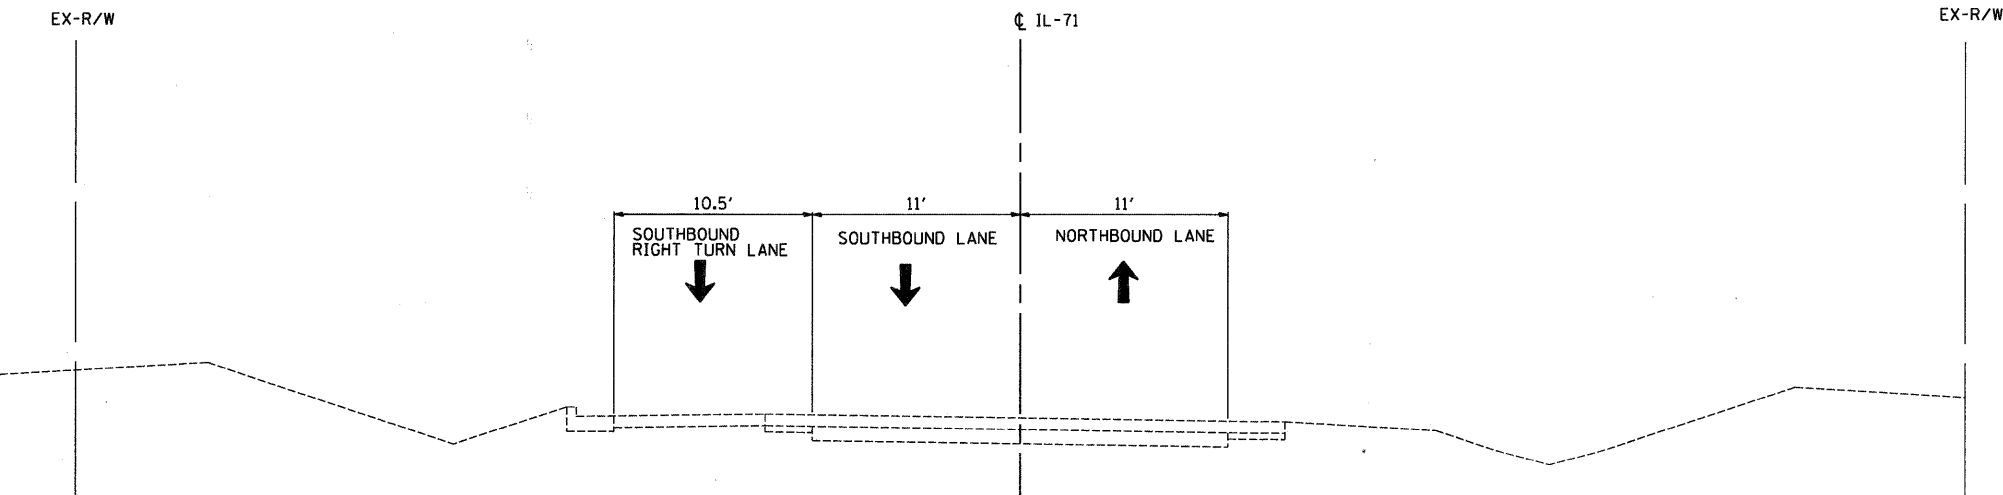 EX-R/W
℄ IL-71
EX-R/W
10.5'
11'
11'
SOUTHBOUND
RIGHT TURN LANE
SOUTHBOUND LANE
NORTHBOUND LANE